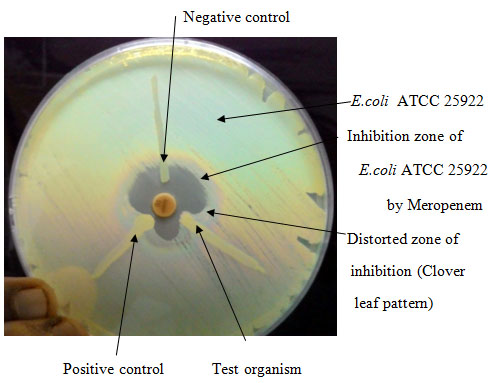 Negative control
E.coli ATCC 25922
Inhibition zone of
E.coli ATCC 25922
by Meropenem
Distorted zone of
inhibition (Clover
leaf pattern)
Positive control
Test organism